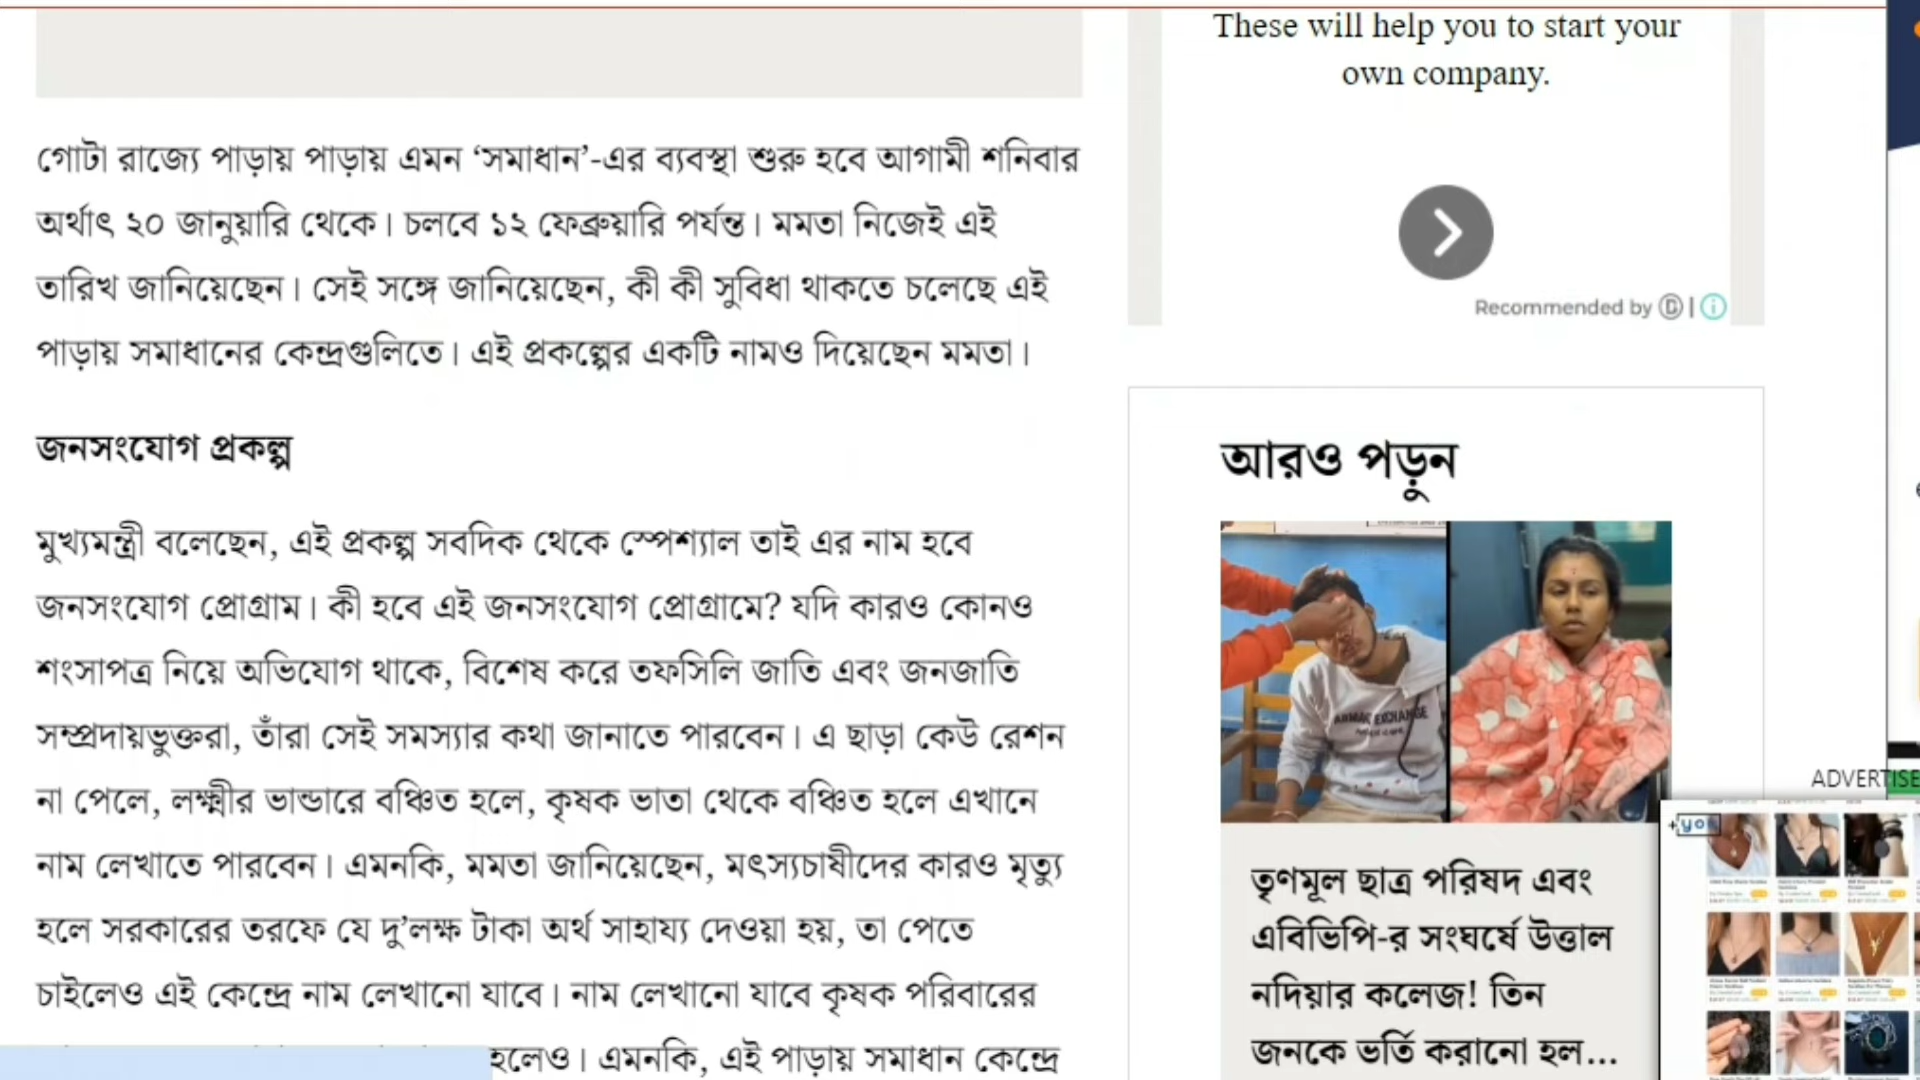 These will help you to start your
own company.
Recommended by
গোটা রাজ্যে পাড়ায় পাড়ায় এমন ‘সমাধান’-এর ব্যবস্থা শুরু হবে আগামী শনিবার
অর্থাৎ ২০ জানুয়ারি থেকে। চলবে ১২ ফেব্রুয়ারি পর্যন্ত। মমতা নিজেই এই
তারিখ জানিয়েছেন। সেই সঙ্গে জানিয়েছেন, কী কী সুবিধা থাকতে চলেছে এই
পাড়ায় সমাধানের কেন্দ্রগুলিতে। এই প্রকল্পের একটি নামও দিয়েছেন মমতা।
জনসংযোগ প্রকল্প
মুখ্যমন্ত্রী বলেছেন, এই প্রকল্প সবদিক থেকে স্পেশ্যাল তাই এর নাম হবে
জনসংযোগ প্রোগ্রাম। কী হবে এই জনসংযোগ প্রোগ্রামে? যদি কারও কোনও
শংসাপত্র নিয়ে অভিযোগ থাকে, বিশেষ করে তফসিলি জাতি এবং জনজাতি
সম্প্রদায়ভুক্তরা, তাঁরা সেই সমস্যার কথা জানাতে পারবেন। এ ছাড়া কেউ রেশন
না পেলে, লক্ষ্মীর ভান্ডারে বঞ্চিত হলে, কৃষক ভাতা থেকে বঞ্চিত হলে এখানে
নাম লেখাতে পারবেন। এমনকি, মমতা জানিয়েছেন, মৎস্যচাষীদের কারও মৃত্যু
হলে সরকারের তরফে যে দু’লক্ষ টাকা অর্থ সাহায্য দেওয়া হয়, তা পেতে
চাইলেও এই কেন্দ্রে নাম লেখানো যাবে। নাম লেখানো যাবে কৃষক পরিবারের
হলেও। এমনকি, এই পাড়ায় সমাধান কেন্দ্রে
আরও পড়ুন
তৃণমূল ছাত্র পরিষদ এবং
এবিভিপি-র সংঘর্ষে উত্তাল
নদিয়ার কলেজ! তিন
জনকে ভর্তি করানো হল...